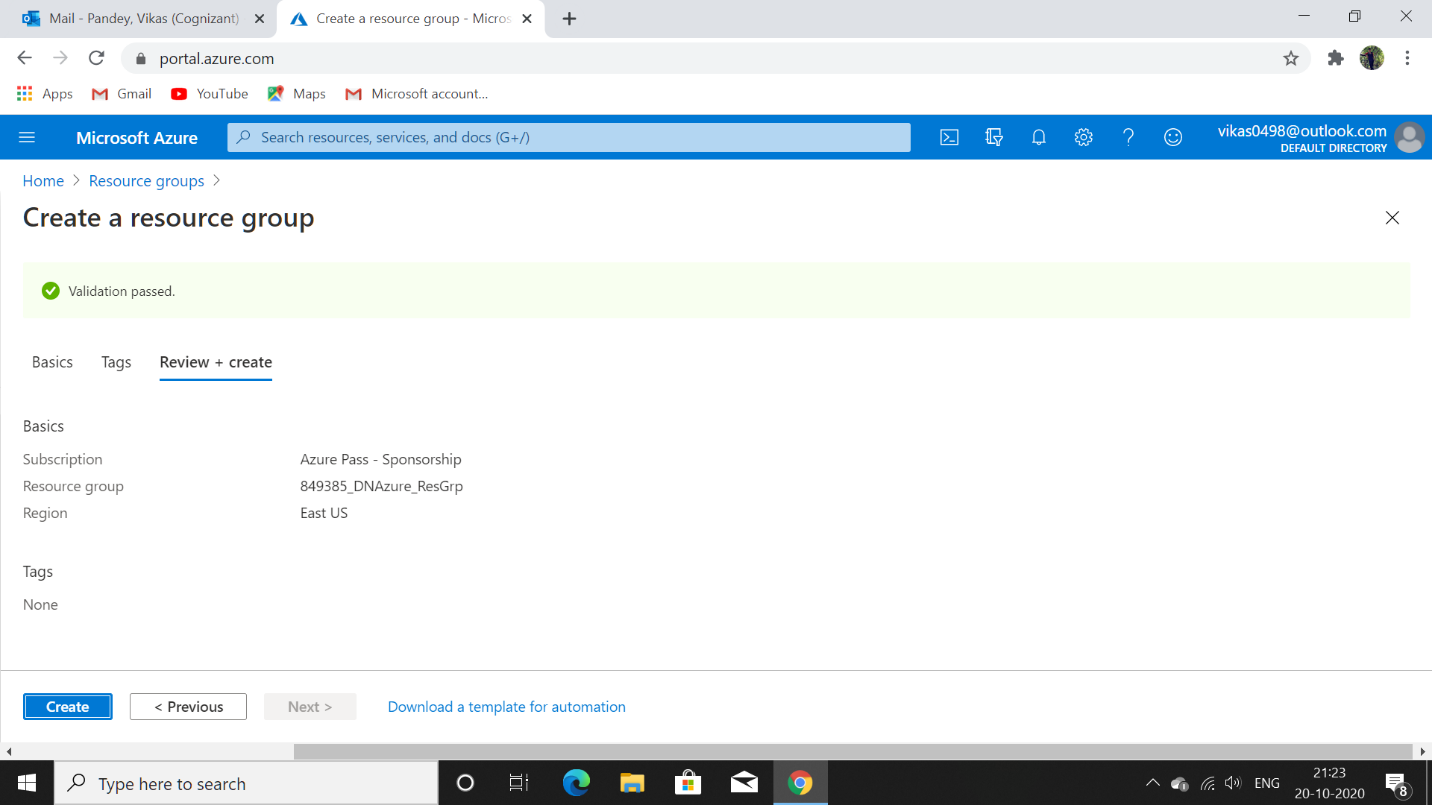 Mail - Pandey, Vikas (Cognizant)
Create a resource group - Micros
portal.azure.com
Apps Gmail YouTube Maps Microsoft account...
Microsoft Azure
Search resources, services, and docs (G+/)
vikas0498@outlook.com
DEFAULT DIRECTORY
Home > Resource groups >
Create a resource group
Validation passed.
Basics Tags Review + create
Basics
Subscription Azure Pass - Sponsorship
Resource group 849385_DNAzure_ResGrp
Region East US
Tags
None
Create < Previous Next > Download a template for automation
Type here to search
ENG
21:23
20-10-2020
8